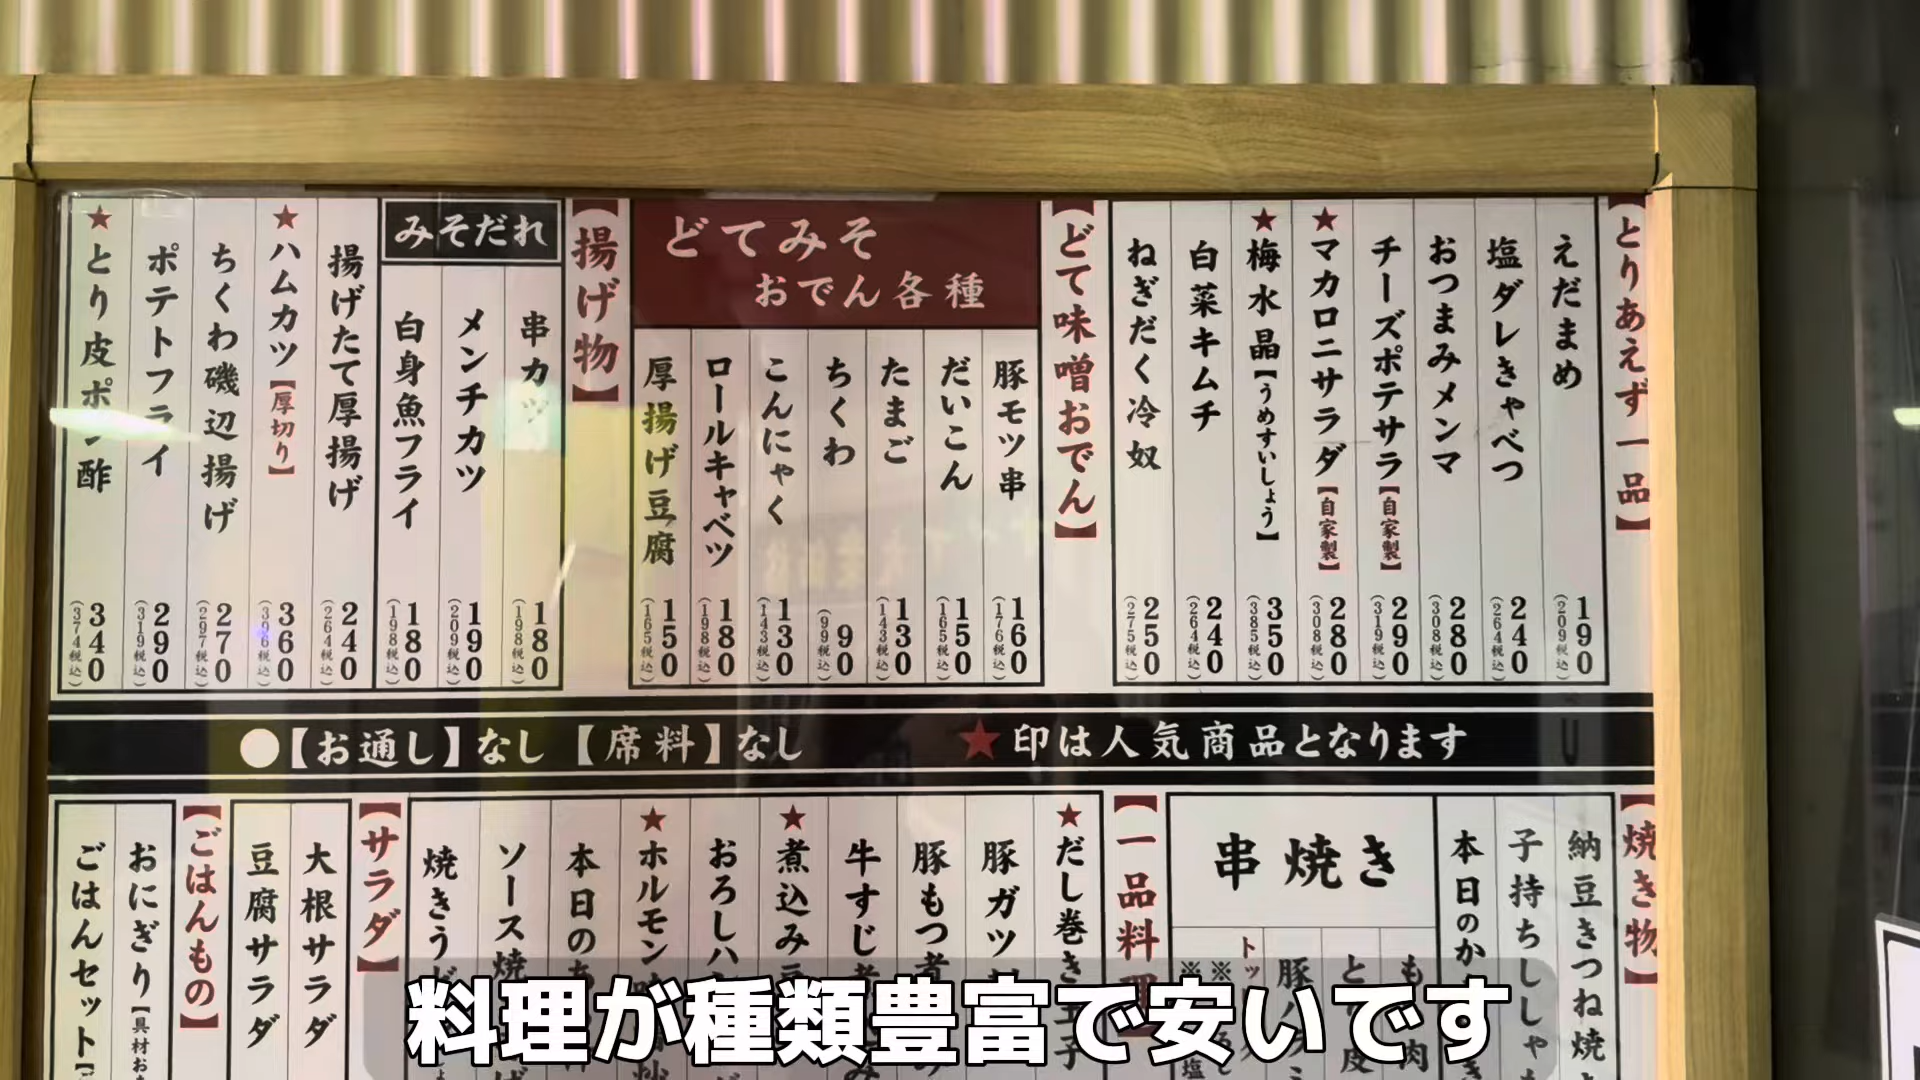 【とりあえず一品】
えだまめ 190 (209税込)
塩ダレきゃべつ 240 (264税込)
おつまみメンマ 280 (308税込)
チーズポテサラ【自家製】 290 (319税込)
★マカロニサラダ【自家製】 280 (308税込)
★梅水晶【うめすいしょう】 350 (385税込)
白菜キムチ 240 (264税込)
ねぎだく冷奴 250 (275税込)
【どて味噌おでん】
どてみそ
おでん各種
豚モツ串 160 (176税込)
だいこん 150 (165税込)
たまご 130 (143税込)
ちくわ 90 (99税込)
こんにゃく 130 (143税込)
ロールキャベツ 180 (198税込)
厚揚げ豆腐 150 (165税込)
【揚げ物】
みそだれ
串カツ 180 (198税込)
メンチカツ 190 (209税込)
白身魚フライ 180 (198税込)
揚げたて厚揚げ 240 (264税込)
★ハムカツ【厚切り】 360 (396税込)
ちくわ磯辺揚げ 270 (297税込)
ポテトフライ 290 (319税込)
★とり皮ポン酢 340 (374税込)
●【お通し】なし【席料】なし ★印は人気商品となります
【焼き物】
納豆きつね焼
子持ちししゃも
本日のか
串焼き
もも肉
とり皮
豚
※
※
【一品料理】
★だし巻き玉子
豚ガツ
豚もつ煮
牛すじ煮
★煮込み
おろしハ
★ホルモン
本日の
ソース焼
焼きう
【サラダ】
大根サラダ
豆腐サラダ
【ごはんもの】
おにぎり【具材お
ごはんセット【
料理が種類豊富で安いです